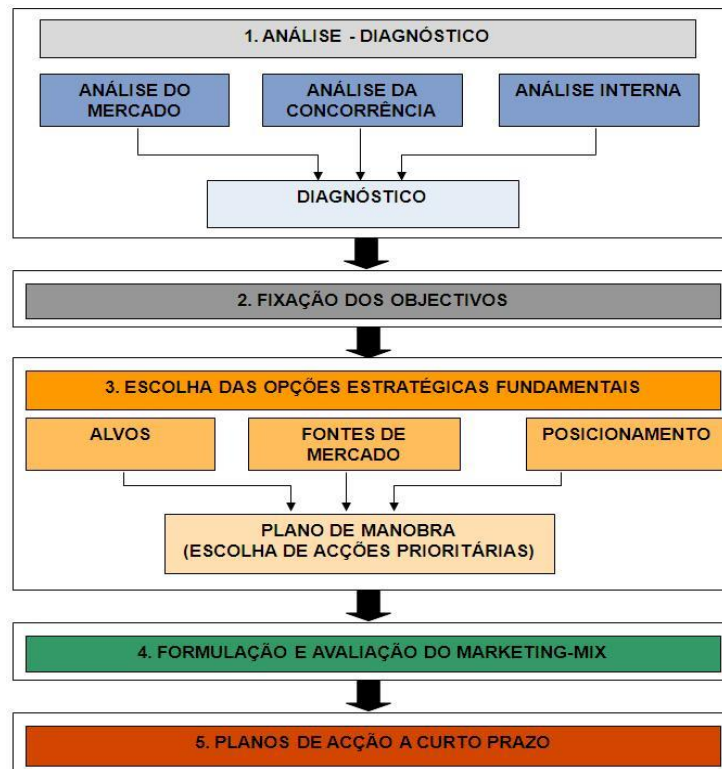 1. ANÁLISE - DIAGNÓSTICO
ANÁLISE DO
MERCADO
ANÁLISE DA
CONCORRÊNCIA
ANÁLISE INTERNA
DIAGNÓSTICO
2. FIXAÇÃO DOS OBJECTIVOS
3. ESCOLHA DAS OPÇÕES ESTRATÉGICAS FUNDAMENTAIS
ALVOS
FONTES DE
MERCADO
POSICIONAMENTO
PLANO DE MANOBRA
(ESCOLHA DE ACÇÕES PRIORITÁRIAS)
4. FORMULAÇÃO E AVALIAÇÃO DO MARKETING-MIX
5. PLANOS DE ACÇÃO A CURTO PRAZO